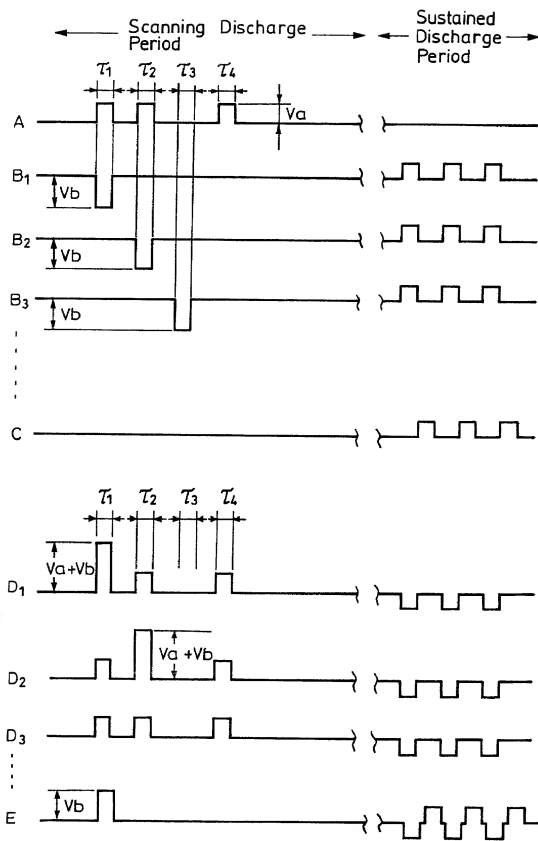 Scanning Discharge
Period
Sustained
Discharge
Period
τ1 τ2 τ3 τ4
A
Va
B1
Vb
B2
Vb
B3
Vb
C
τ1 τ2 τ3 τ4
Va+Vb
D1
Va+Vb
D2
D3
Vb
E